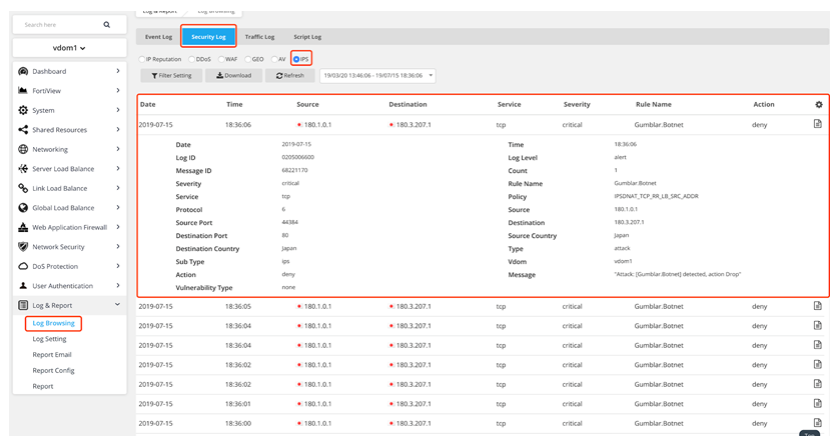 Log & Report Log Browsing
Search here
vdom1
Dashboard
FortiView
System
Shared Resources
Networking
Server Load Balance
Link Load Balance
Global Load Balance
Web Application Firewall
Network Security
DoS Protection
User Authentication
Log & Report
Log Browsing
Log Setting
Report Email
Report Config
Report
Event Log Security Log Traffic Log Script Log
IP Reputation DDoS WAF GEO AV IPS
Filter Setting Download Refresh 19/03/20 13:46:06 - 19/07/15 18:36:06
Date Time Source Destination Service Severity Rule Name Action
2019-07-15 18:36:06 180.1.0.1 180.3.207.1 tcp critical Gumblar.Botnet deny
Date 2019-07-15 Time 18:36:06
Log ID 0205006600 Log Level alert
Message ID 68221170 Count 1
Severity critical Rule Name Gumblar.Botnet
Service tcp Policy IPSDNAT_TCP_RR_LB_SRC_ADDR
Protocol 6 Source 180.1.0.1
Source Port 44384 Destination 180.3.207.1
Destination Port 80 Source Country Japan
Destination Country Japan Type attack
Sub Type ips Vdom vdom1
Action deny Message "Attack: [Gumblar.Botnet] detected, action Drop"
Vulnerability Type none
2019-07-15 18:36:05 180.1.0.1 180.3.207.1 tcp critical Gumblar.Botnet deny
2019-07-15 18:36:04 180.1.0.1 180.3.207.1 tcp critical Gumblar.Botnet deny
2019-07-15 18:36:04 180.1.0.1 180.3.207.1 tcp critical Gumblar.Botnet deny
2019-07-15 18:36:02 180.1.0.1 180.3.207.1 tcp critical Gumblar.Botnet deny
2019-07-15 18:36:02 180.1.0.1 180.3.207.1 tcp critical Gumblar.Botnet deny
2019-07-15 18:36:01 180.1.0.1 180.3.207.1 tcp critical Gumblar.Botnet deny
2019-07-15 18:36:00 180.1.0.1 180.3.207.1 tcp critical Gumblar.Botnet deny